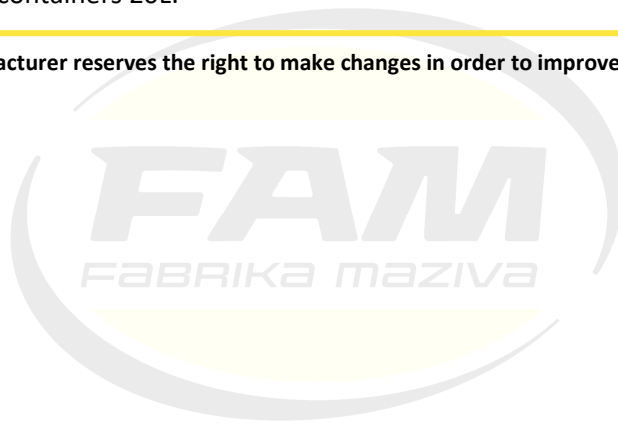 containers 20L.
acturer reserves the right to make changes in order to improve
FAM
FaBRIKa maZIVa